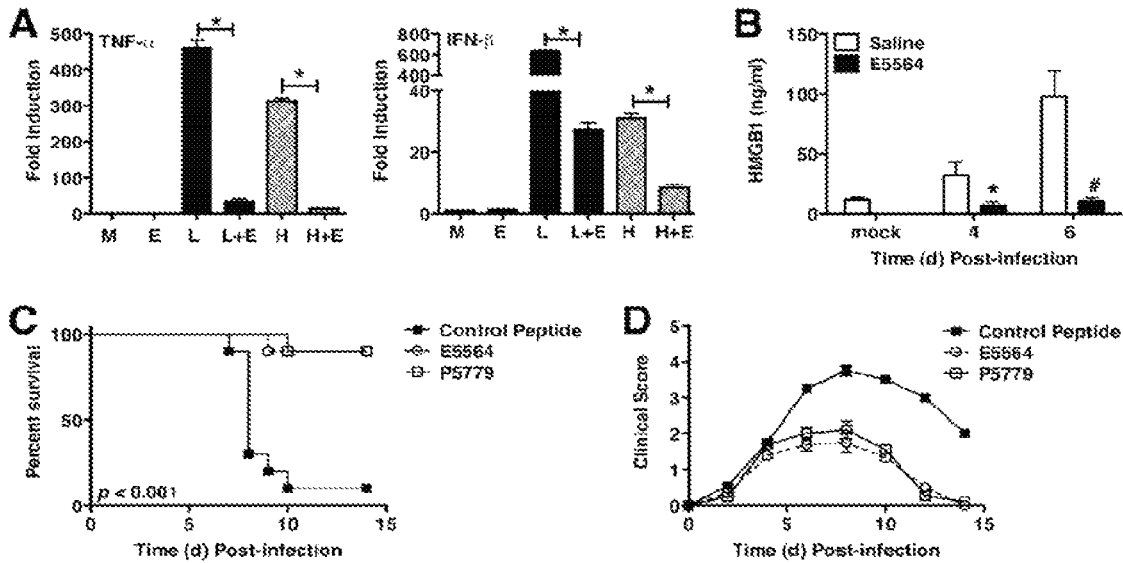 A
TNF-α
Fold Induction
500
400
300
200
100
0
*
*
M E L L+E H H+E
IFN-β
Fold Induction
800
600
400
40
20
0
*
*
M E L L+E H H+E
B
HMGB1 (ng/ml)
150
100
50
0
Saline
E5564
*
#
mock 4 6
Time (d) Post-infection
C
Percent survival
100
50
0
p < 0.001
0 5 10 15
Time (d) Post-infection
Control Peptide
E5564
P5779
D
Clinical Score
5
4
3
2
1
0
0 5 10 15
Time (d) Post-infection
Control Peptide
E5564
P5779